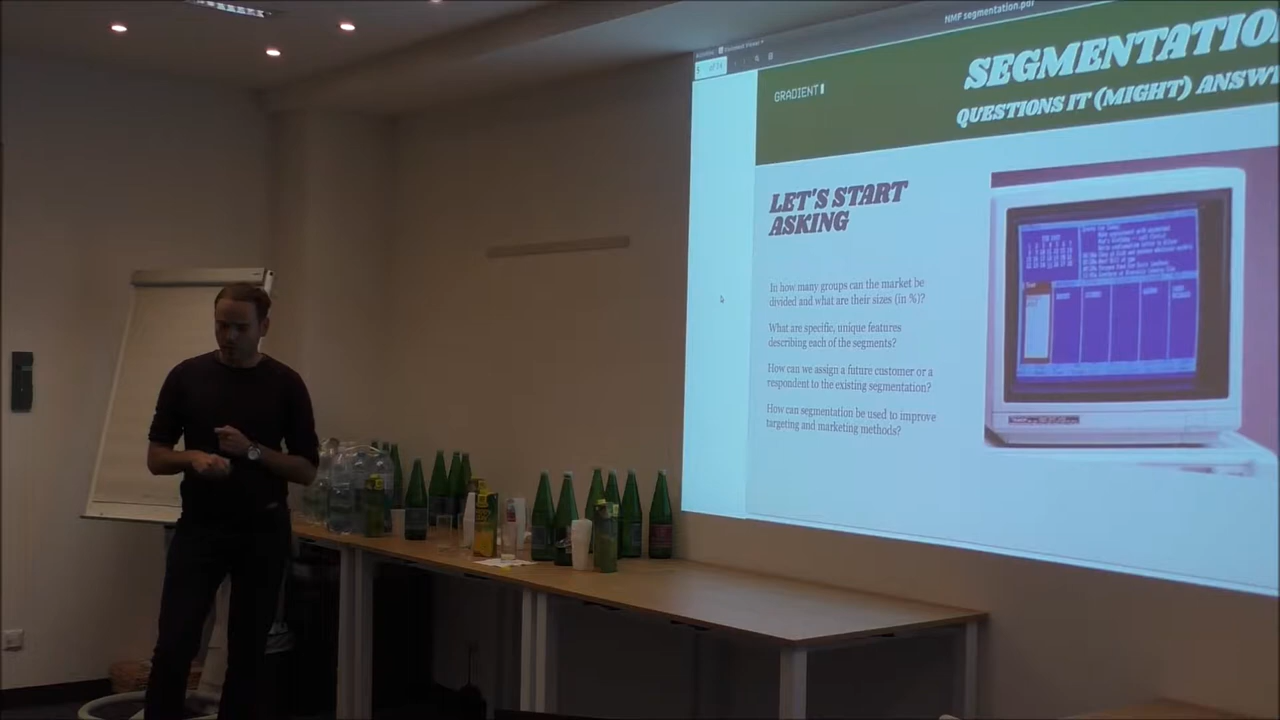 NMF segmentation.pdf
GRADIENT
SEGMENTATIO
QUESTIONS IT (MIGHT) ANSW
LET'S START
ASKING
In how many groups can the market be
divided and what are their sizes (in %)?
What are specific, unique features
describing each of the segments?
How can we assign a future customer or a
respondent to the existing segmentation?
How can segmentation be used to improve
targeting and marketing methods?